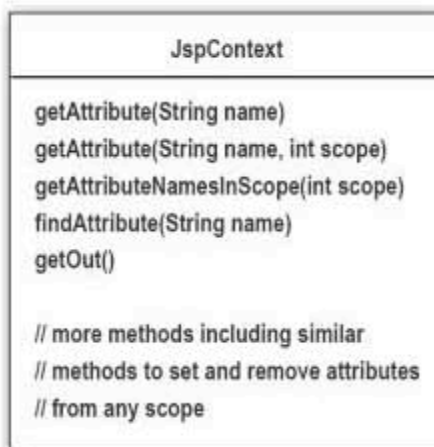 JspContext
getAttribute(String name)
getAttribute(String name, int scope)
getAttributeNamesInScope(int scope)
findAttribute(String name)
getOut()
// more methods including similar
// methods to set and remove attributes
// from any scope